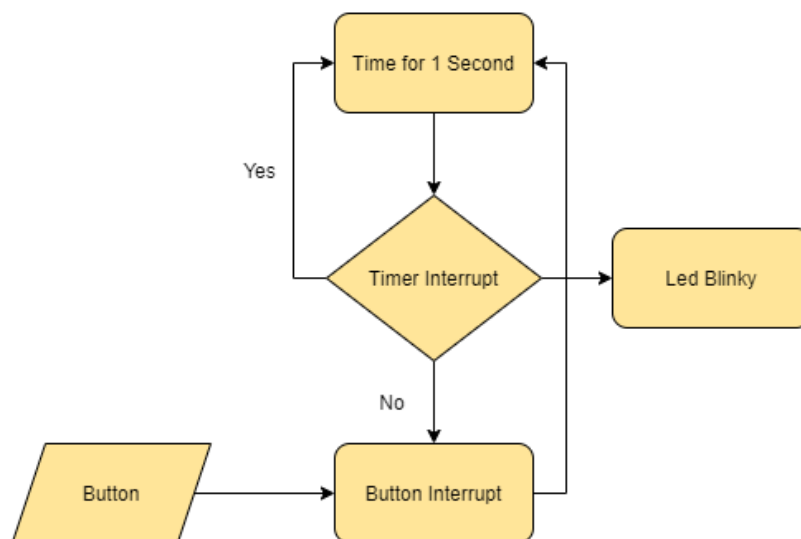 Time for 1 Second
Yes
Timer Interrupt
Led Blinky
No
Button
Button Interrupt